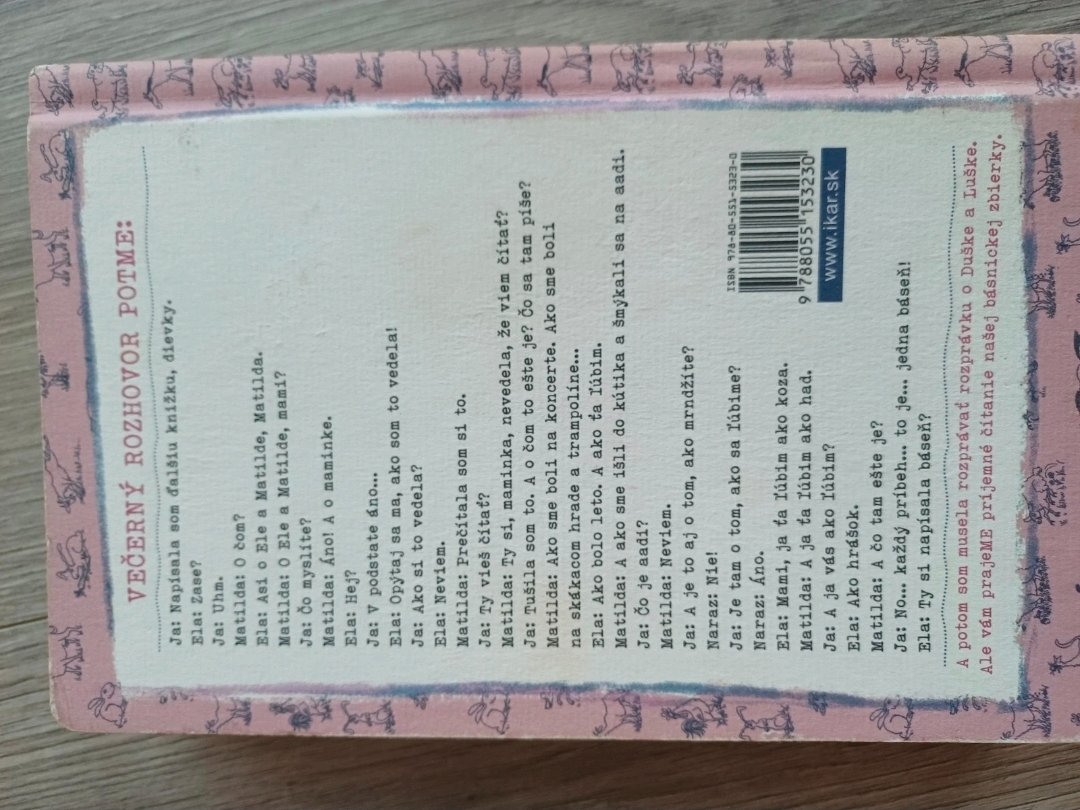 VEČERNÝ ROZHOVOR POTME:
Ja: Napísala som ďalšiu knižku, dievky.
Ela: Zase?
Ja: Uhm.
Matilda: O čom?
Ela: Asi o Ele a Matilde, Matilda.
Matilda: O Ele a Matilde, mami?
Ja: Čo myslíte?
Matilda: Áno! A o maminke.
Ela: Hej?
Ja: V podstate áno...
Ela: Opýtaj sa ma, ako som to vedela!
Ja: Ako si to vedela?
Ela: Neviem.
Matilda: Prečítala som si to.
Ja: Ty vieš čítať?
Matilda: Ty si, maminka, nevedela, že viem čítať?
Ja: Tušila som to. A o čom to ešte je? Čo sa tam píše?
Matilda: Ako sme boli na koncerte. Ako sme boli
na skákacom hrade a trampolíne...
Ela: Ako bolo leto. A ako ťa ľúbim.
Matilda: A ako sme išli do kútika a šmýkali sa na aadi.
Ja: Čo je aadi?
Matilda: Neviem.
Ja: A je to aj o tom, ako mrndžíte?
Naraz: Nie!
Ja: Je tam o tom, ako sa ľúbime?
Naraz: Áno.
Ela: Mami, ja ťa ľúbim ako koza.
Matilda: A ja ťa ľúbim ako had.
Ja: A ja vás ako ľúbim?
Ela: Ako hrášok.
Matilda: A čo tam ešte je?
Ja: No... každý príbeh... to je... jedna báseň!
Ela: Ty si napísala báseň?
ISBN 978-80-551-5323-0
9 788055 153230
www.ikar.sk
A potom som musela rozprávať rozprávku o Duške a Luške.
Ale vám prajeME príjemné čítanie našej básnickej zbierky.